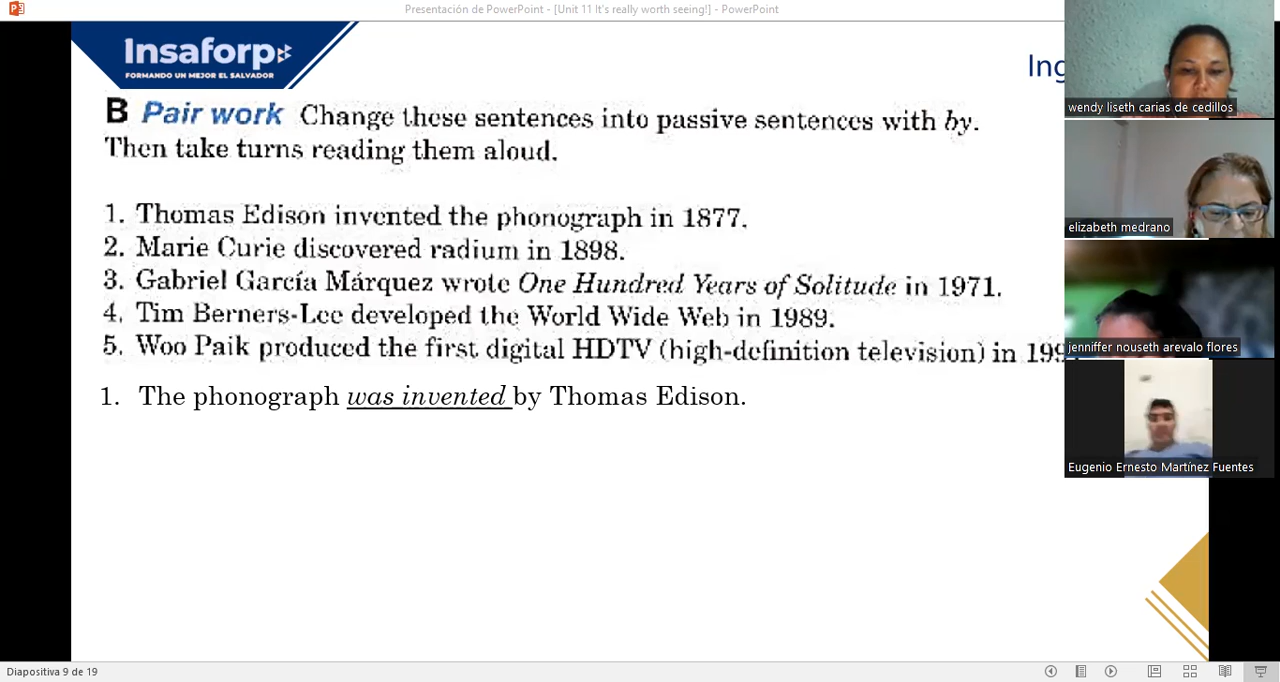 Presentación de PowerPoint - [Unit 11 It's really worth seeing!] - PowerPoint
Insaforp
FORMANDO UN MEJOR EL SALVADOR
Ing
B Pair work Change these sentences into passive sentences with by.
Then take turns reading them aloud.
1. Thomas Edison invented the phonograph in 1877.
2. Marie Curie discovered radium in 1898.
3. Gabriel García Márquez wrote One Hundred Years of Solitude in 1971.
4. Tim Berners-Lee developed the World Wide Web in 1989.
5. Woo Paik produced the first digital HDTV (high-definition television) in 199
1. The phonograph was invented by Thomas Edison.
wendy liseth carias de cedillos
elizabeth medrano
jenniffer nouseth arevalo flores
Eugenio Ernesto Martínez Fuentes
Diapositiva 9 de 19